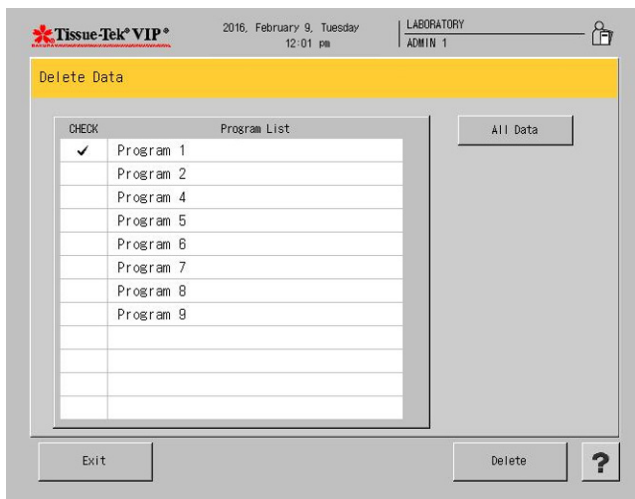 Tissue-Tek® VIP®
2016, February 9, Tuesday
12:01 pm
LABORATORY
ADMIN 1
Delete Data
CHECK Program List
✓ Program 1
Program 2
Program 4
Program 5
Program 6
Program 7
Program 8
Program 9
All Data
Exit
Delete
?